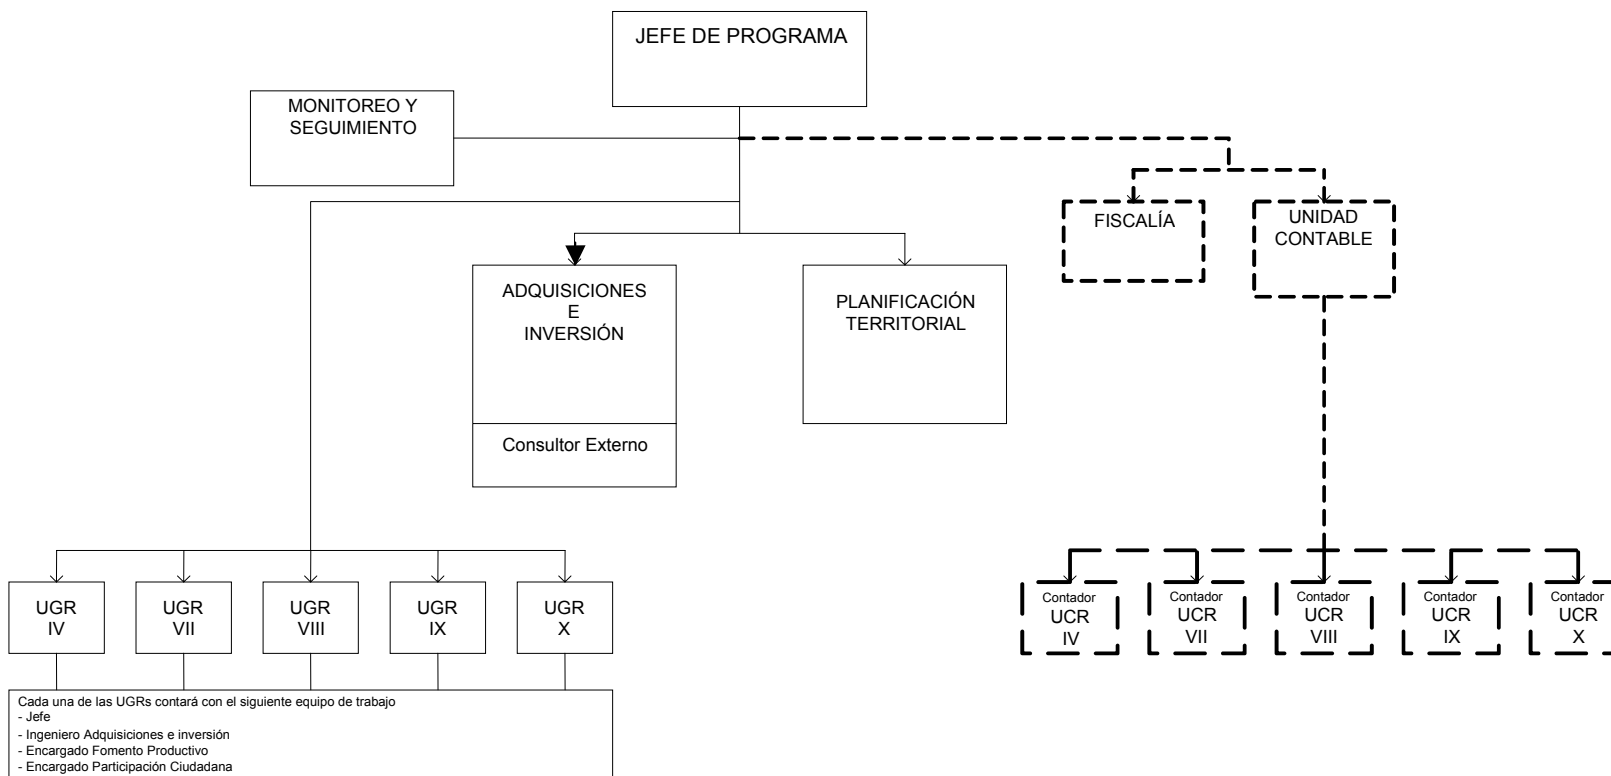 JEFE DE PROGRAMA
MONITOREO Y
SEGUIMIENTO
FISCALÍA
UNIDAD
CONTABLE
ADQUISICIONES
E
INVERSIÓN
Consultor Externo
PLANIFICACIÓN
TERRITORIAL
UGR
IV
UGR
VII
UGR
VIII
UGR
IX
UGR
X
Contador
UCR
IV
Contador
UCR
VII
Contador
UCR
VIII
Contador
UCR
IX
Contador
UCR
X
Cada una de las UGRs contará con el siguiente equipo de trabajo
- Jefe
- Ingeniero Adquisiciones e inversión
- Encargado Fomento Productivo
- Encargado Participación Ciudadana